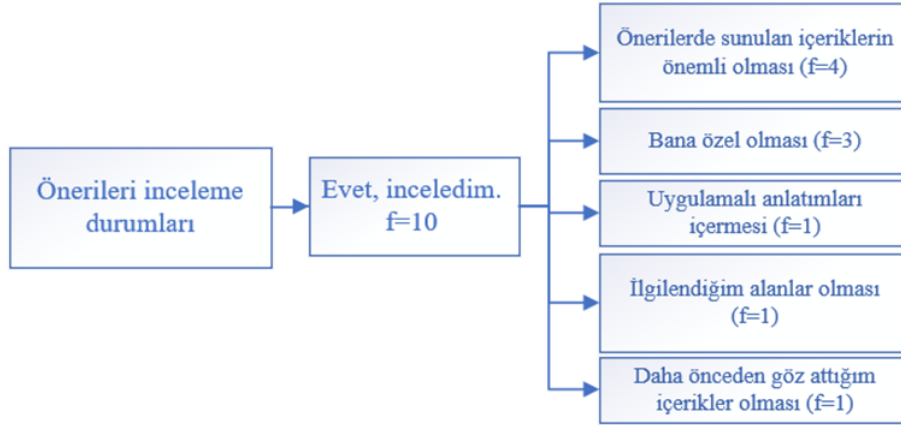 Önerileri inceleme
durumları
Evet, inceledim.
f=10
Önerilerde sunulan içeriklerin
önemli olması (f=4)
Bana özel olması (f=3)
Uygulamalı anlatımları
içermesi (f=1)
İlgilendiğim alanlar olması
(f=1)
Daha önceden göz attığım
içerikler olması (f=1)